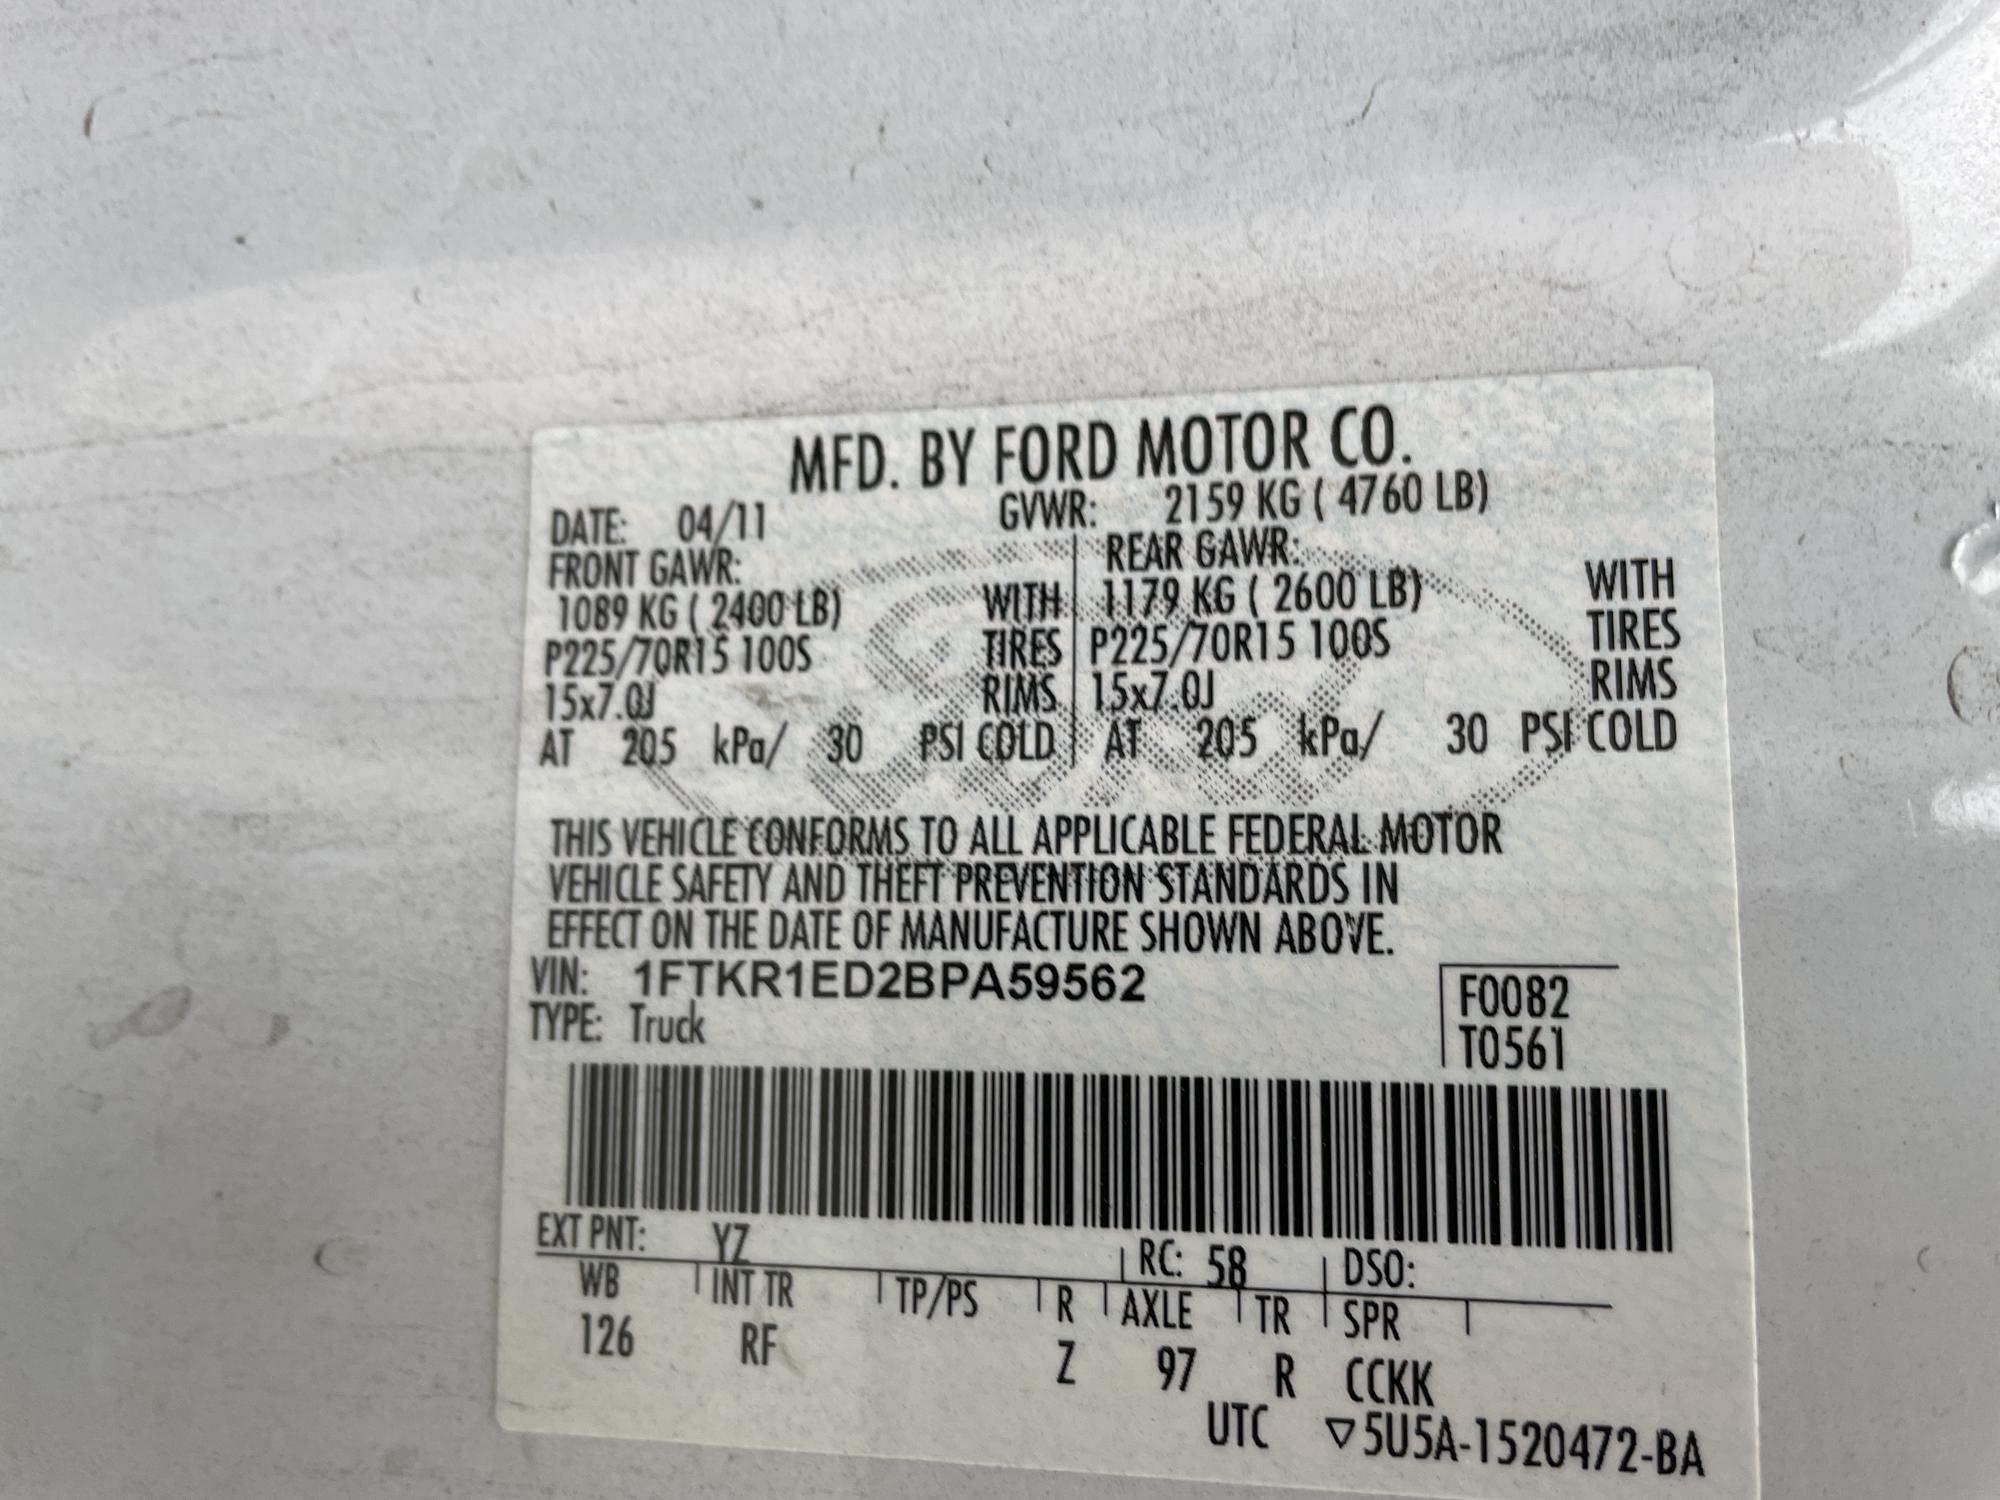 MFD. BY FORD MOTOR CO.
DATE: 04/11 GVWR: 2159 KG ( 4760 LB)
FRONT GAWR: REAR GAWR:
1089 KG ( 2400 LB) WITH 1179 KG ( 2600 LB) WITH
P225/70R15 100S TIRES P225/70R15 100S TIRES
15x7.0J RIMS 15x7.0J RIMS
AT 205 kPa/ 30 PSI COLD AT 205 kPa/ 30 PSI COLD
THIS VEHICLE CONFORMS TO ALL APPLICABLE FEDERAL MOTOR
VEHICLE SAFETY AND THEFT PREVENTION STANDARDS IN
EFFECT ON THE DATE OF MANUFACTURE SHOWN ABOVE.
VIN: 1FTKR1ED2BPA59562 F0082
TYPE: Truck T0561
EXT PNT: YZ RC: 58 DSO:
WB INT TR TP/PS R AXLE TR SPR
126 RF Z 97 R CCKK
UTC ▽5U5A-1520472-BA